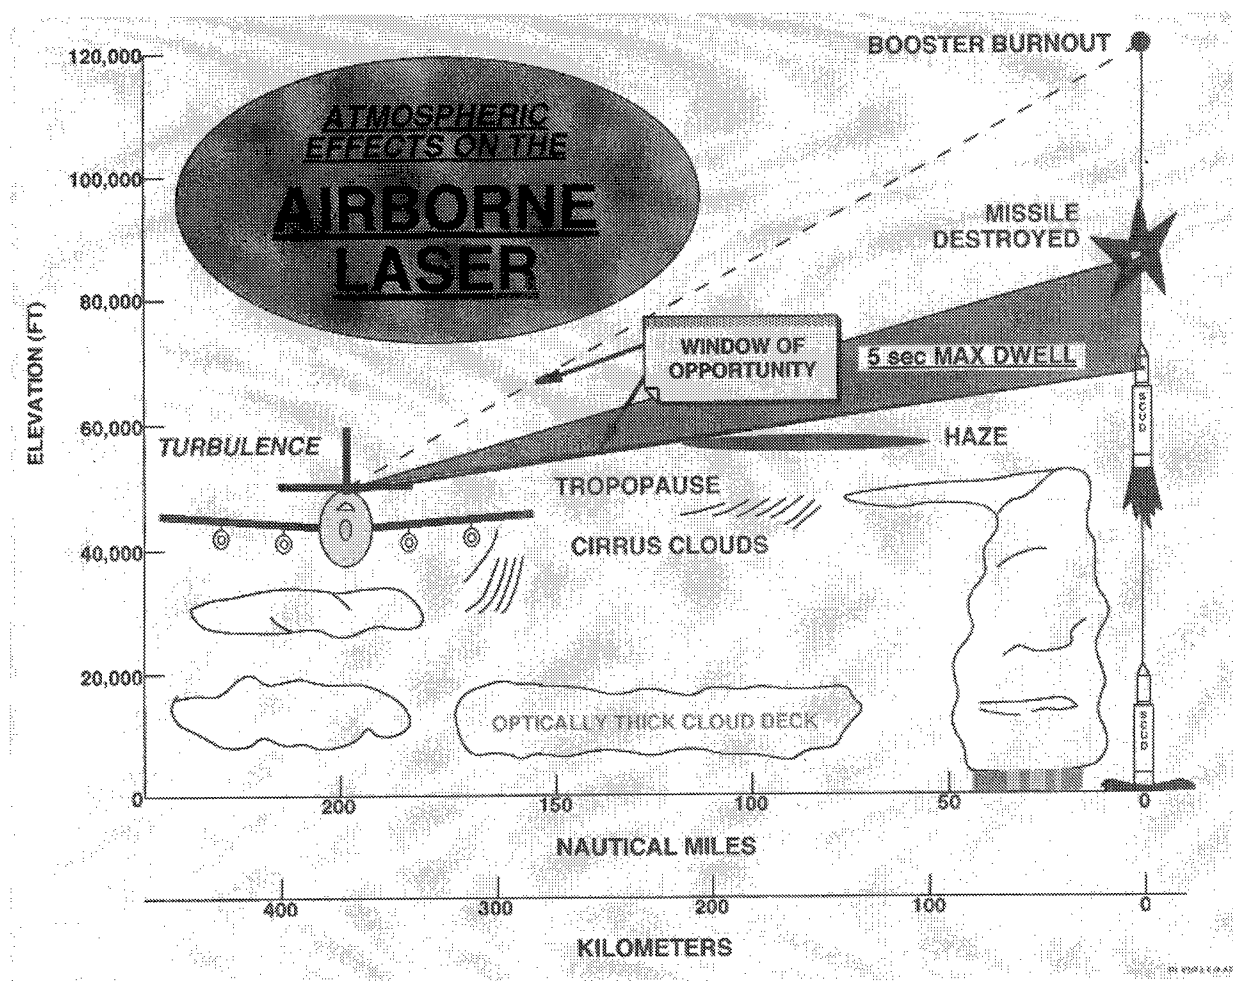 BOOSTER BURNOUT
120,000
ATMOSPHERIC
EFFECTS ON THE
AIRBORNE
LASER
100,000
MISSILE
DESTROYED
80,000
WINDOW OF
OPPORTUNITY
5 sec MAX DWELL
ELEVATION (FT)
60,000
TURBULENCE
HAZE
SCUD
TROPOPAUSE
CIRRUS CLOUDS
40,000
20,000
OPTICALLY THICK CLOUD DECK
SCUD
0
200
150
100
50
0
NAUTICAL MILES
400
300
200
100
0
KILOMETERS